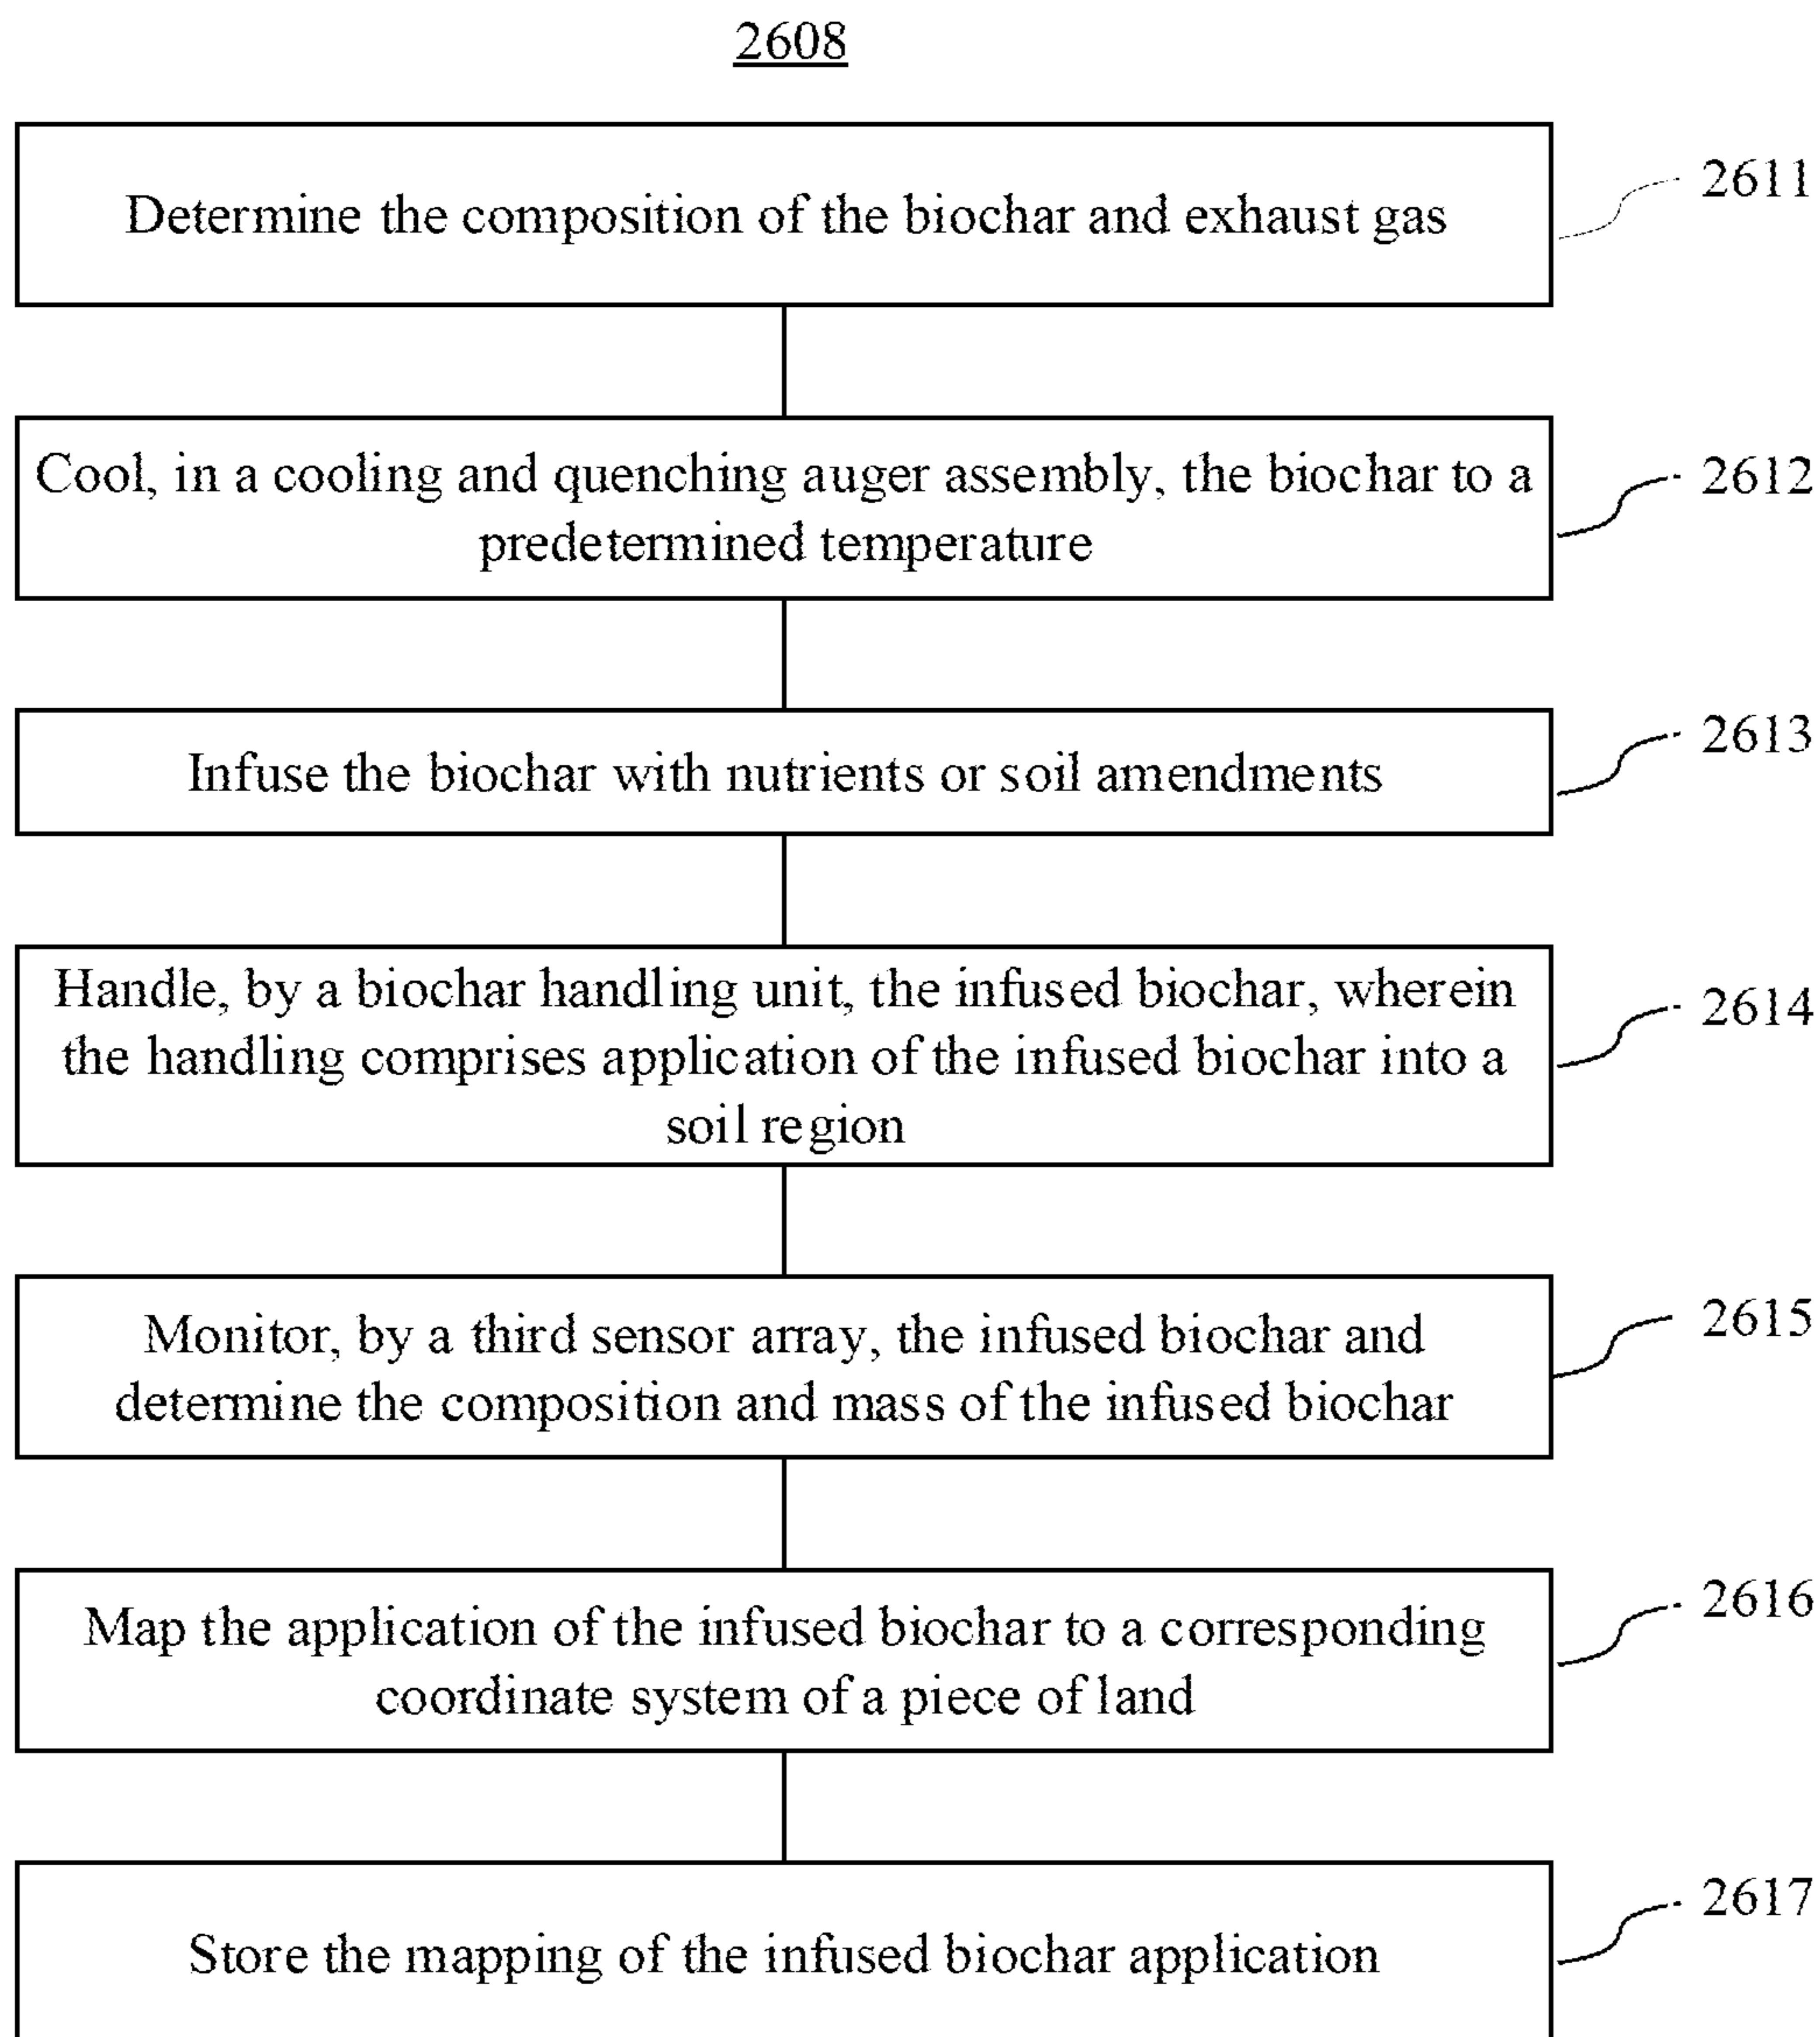 2608
Determine the composition of the biochar and exhaust gas
2611
Cool, in a cooling and quenching auger assembly, the biochar to a
predetermined temperature
2612
Infuse the biochar with nutrients or soil amendments
2613
Handle, by a biochar handling unit, the infused biochar, wherein
the handling comprises application of the infused biochar into a
soil region
2614
Monitor, by a third sensor array, the infused biochar and
determine the composition and mass of the infused biochar
2615
Map the application of the infused biochar to a corresponding
coordinate system of a piece of land
2616
Store the mapping of the infused biochar application
2617